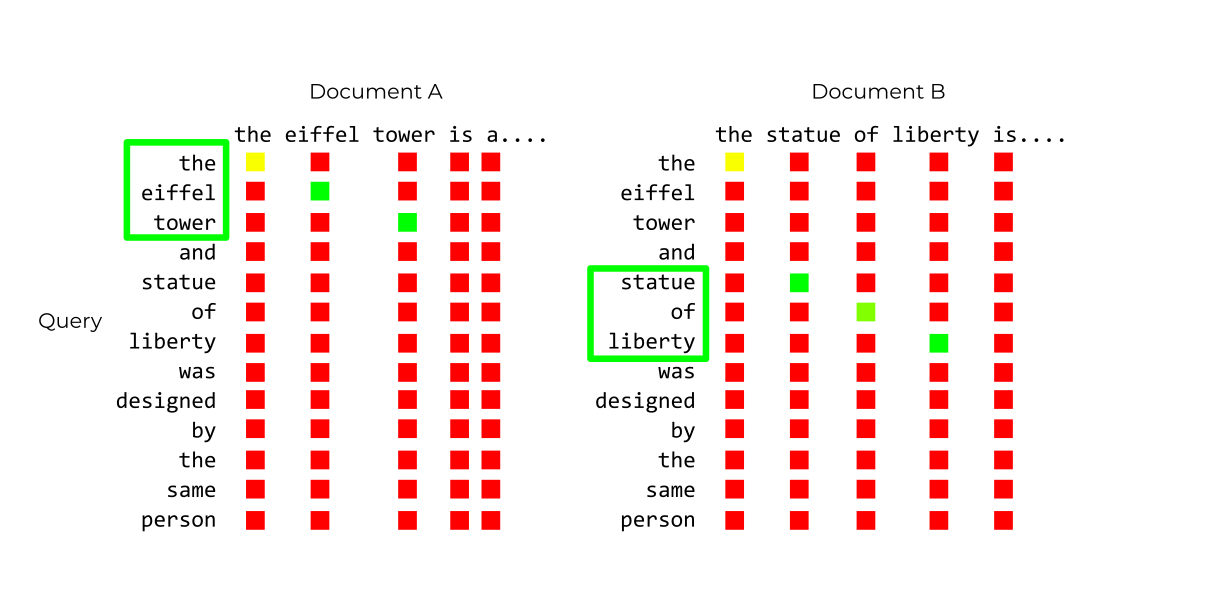 Document A
the eiffel tower is a....
the
eiffel
tower
and
statue
of
liberty
was
designed
by
the
same
person
Query
Document B
the statue of liberty is....
the
eiffel
tower
and
statue
of
liberty
was
designed
by
the
same
person